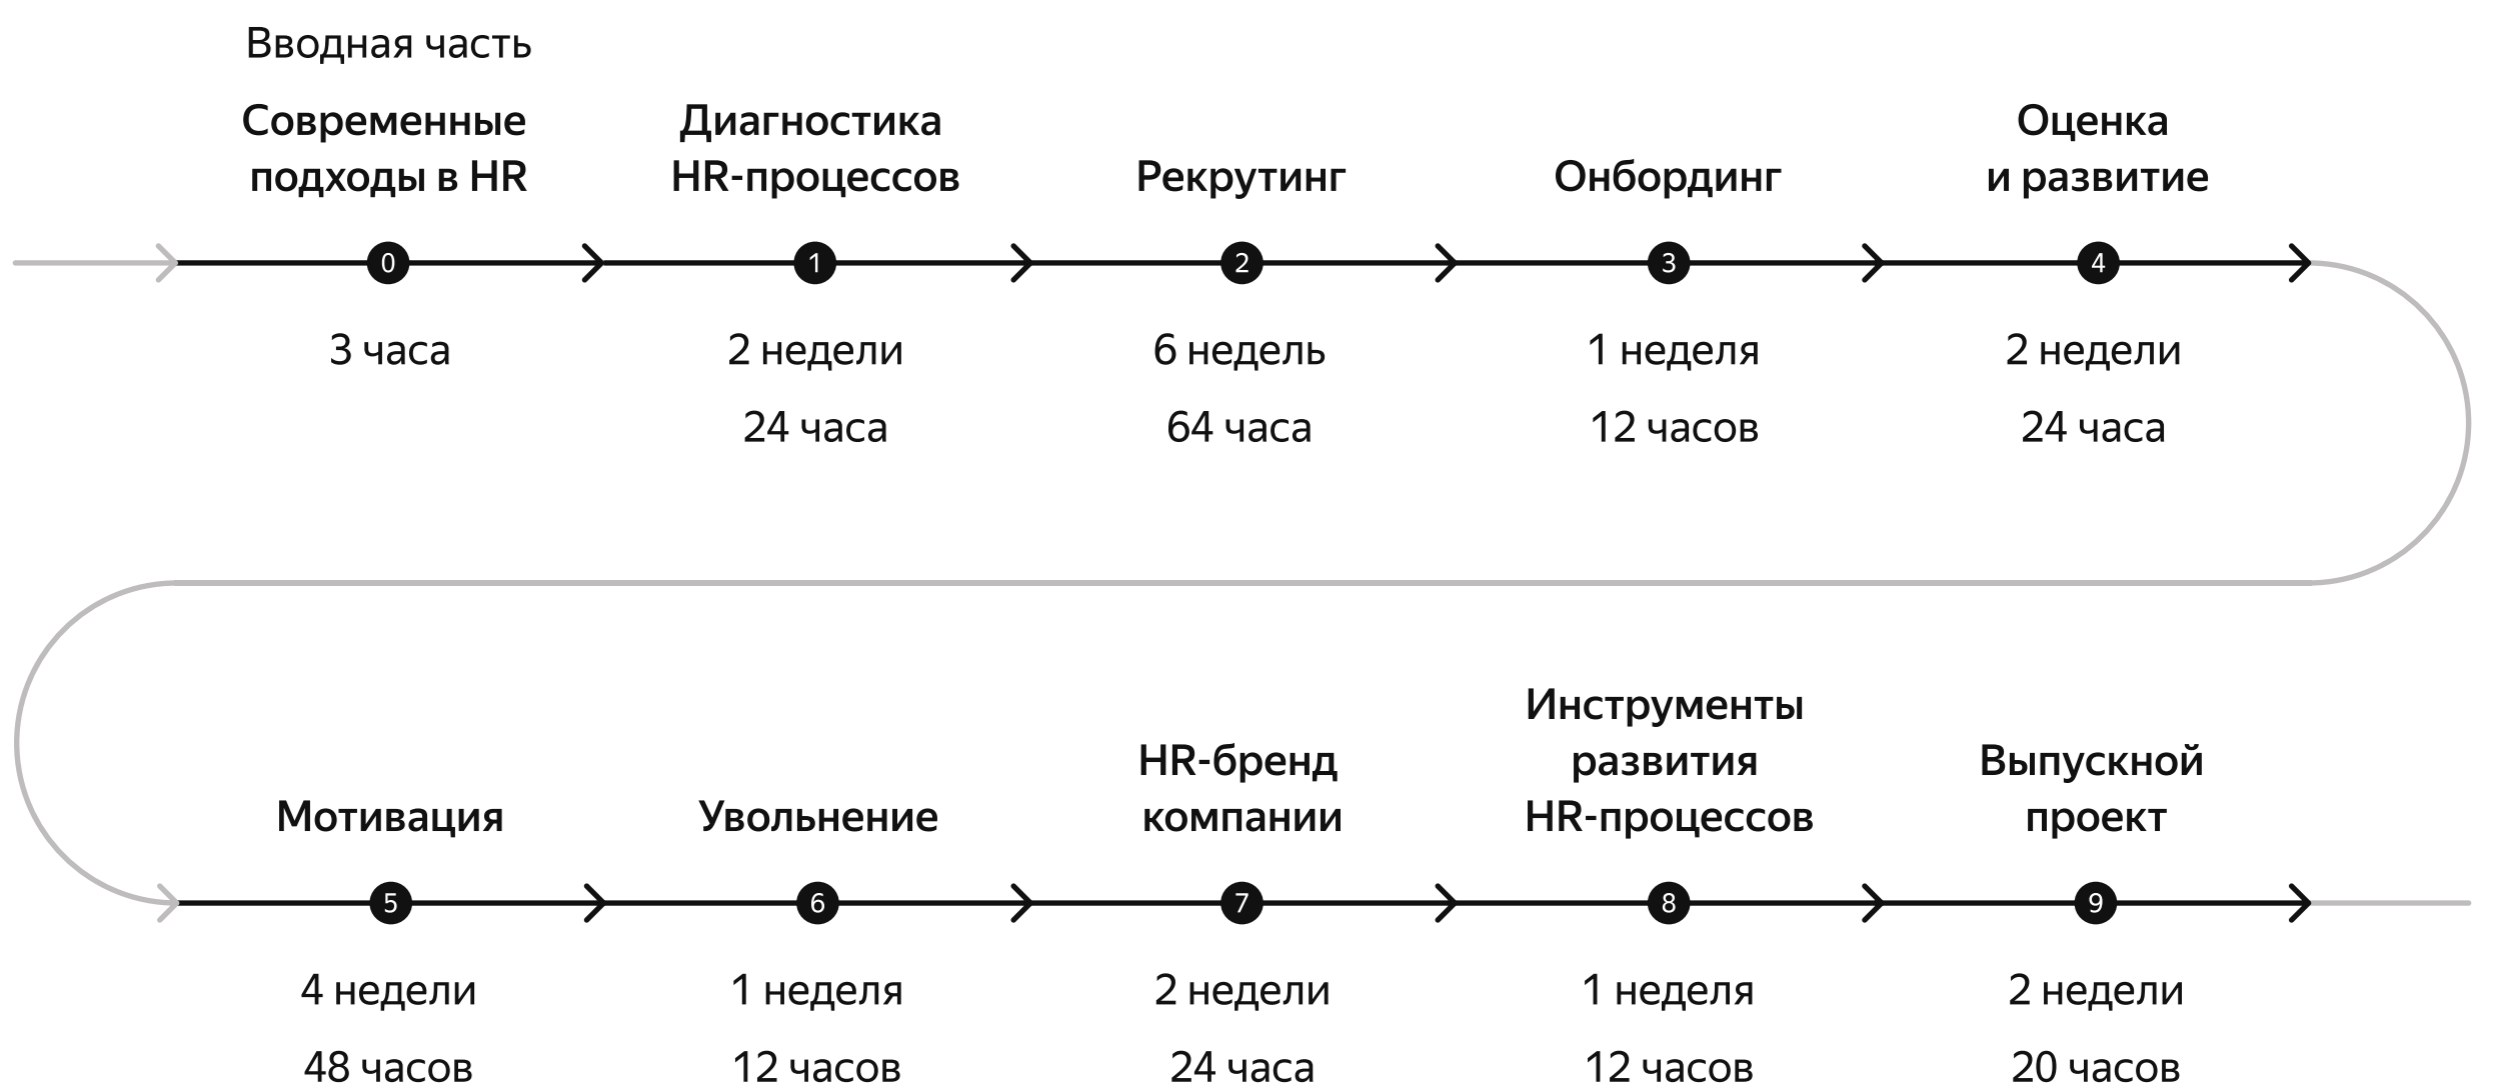 Вводная часть
Современные
подходы в HR
0
3 часа
Диагностика
HR-процессов
1
2 недели
24 часа
Рекрутинг
2
6 недель
64 часа
Онбординг
3
1 неделя
12 часов
Оценка
и развитие
4
2 недели
24 часа
Мотивация
5
4 недели
48 часов
Увольнение
6
1 неделя
12 часов
HR-бренд
компании
7
2 недели
24 часа
Инструменты
развития
HR-процессов
8
1 неделя
12 часов
Выпускной
проект
9
2 недели
20 часов